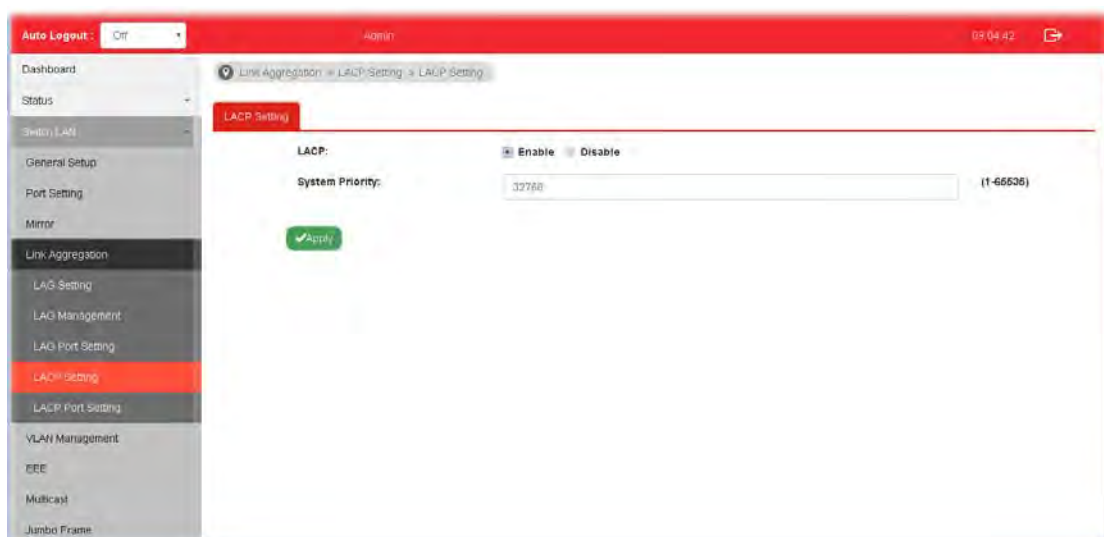 Auto Logout : Off
Admin
09:04:42
Dashboard
Status
Switch LAN
General Setup
Port Setting
Mirror
Link Aggregation
LAG Setting
LAG Management
LAG Port Setting
LACP Setting
LACP Port Setting
VLAN Management
EEE
Multicast
Jumbo Frame
Link Aggregation » LACP Setting » LACP Setting
LACP Setting
LACP: Enable Disable
System Priority: 32768 (1-65535)
Apply